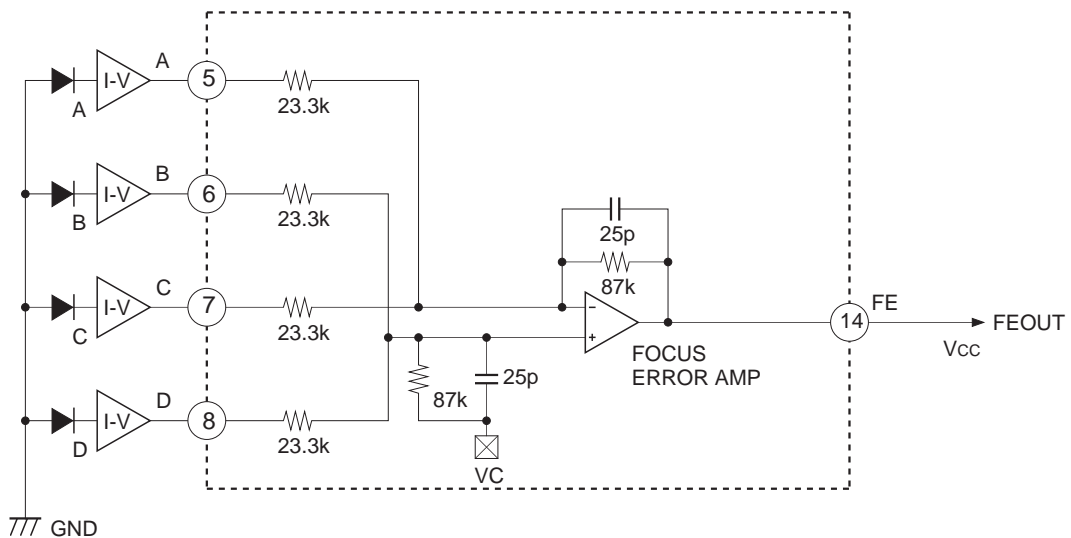 A
I-V
A
5
23.3k
B
I-V
B
6
23.3k
25p
87k
C
I-V
C
7
23.3k
−
+
FOCUS
ERROR AMP
14
FE
VCC
FEOUT
87k
25p
D
I-V
D
8
23.3k
VC
GND